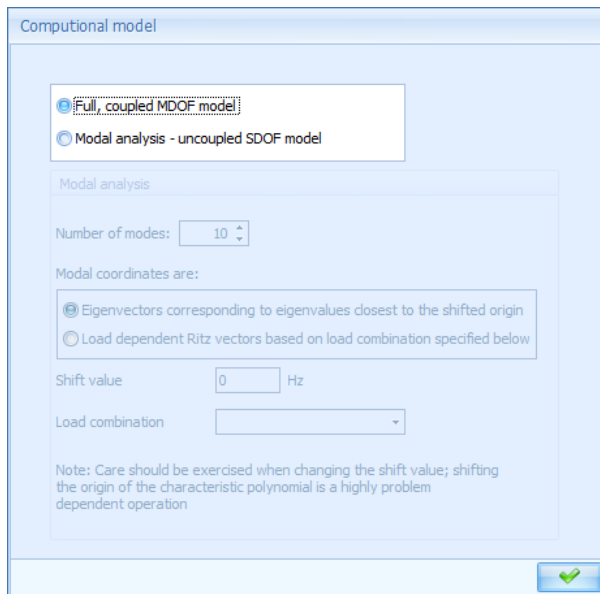 Computional model
Full, coupled MDOF model
Modal analysis - uncoupled SDOF model
Modal analysis
Number of modes: 10
Modal coordinates are:
Eigenvectors corresponding to eigenvalues closest to the shifted origin
Load dependent Ritz vectors based on load combination specified below
Shift value 0 Hz
Load combination
Note: Care should be exercised when changing the shift value; shifting
the origin of the characteristic polynomial is a highly problem
dependent operation